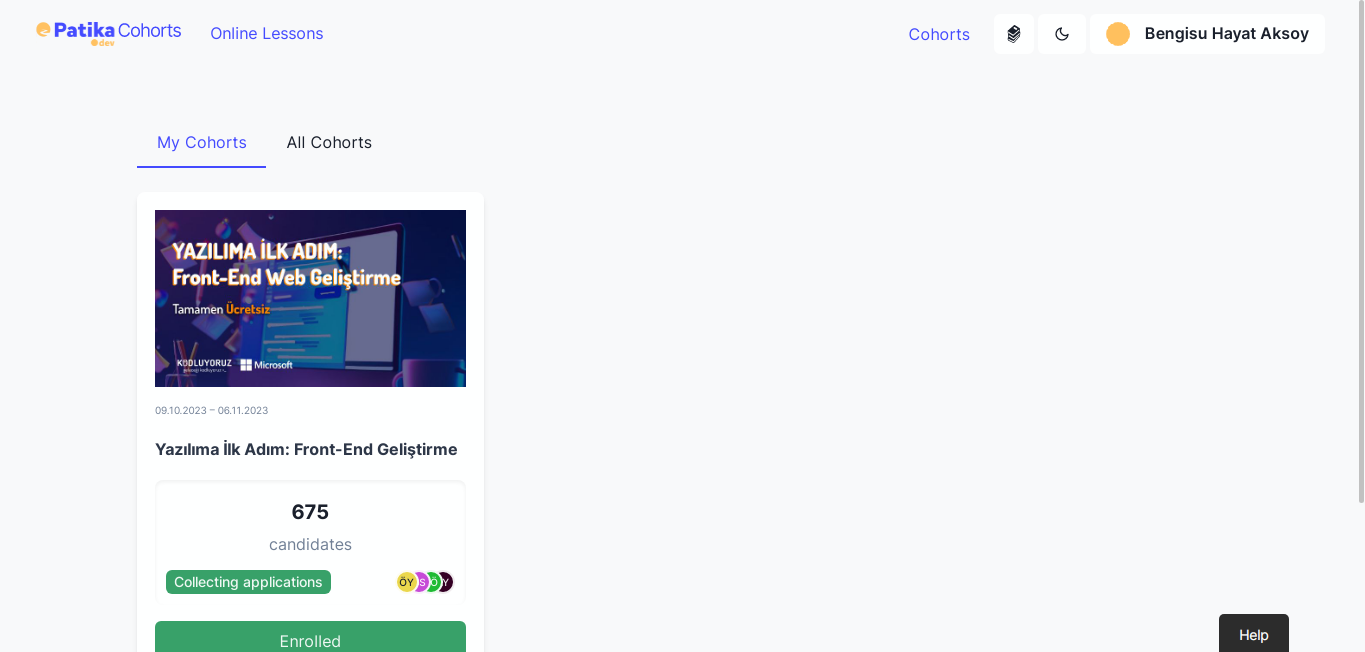 Patika Cohorts
dev
Online Lessons
Cohorts
Bengisu Hayat Aksoy
My Cohorts
All Cohorts
YAZILIMA İLK ADIM:
Front-End Web Geliştirme
Tamamen Ücretsiz
KODLUYORUZ
Microsoft
09.10.2023 – 06.11.2023
Yazılıma İlk Adım: Front-End Geliştirme
675
candidates
Collecting applications
ÖY
S
Ö
Y
Enrolled
Help